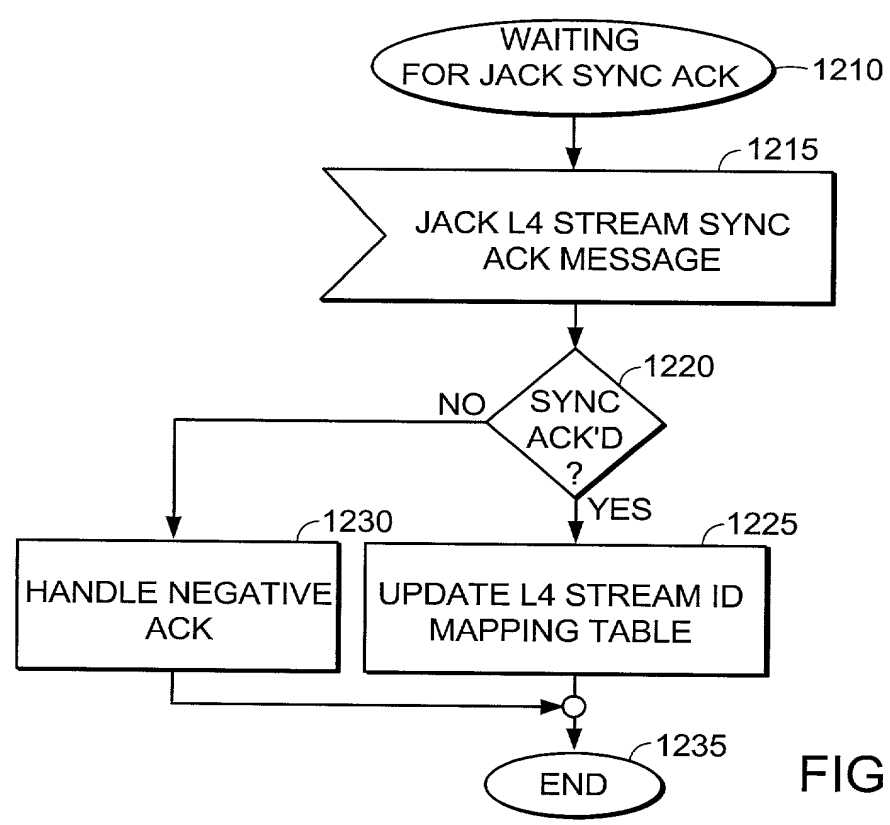 WAITING
FOR JACK SYNC ACK
1210
1215
JACK L4 STREAM SYNC
ACK MESSAGE
1220
NO
SYNC
ACK'D
?
YES
1230
1225
HANDLE NEGATIVE
ACK
UPDATE L4 STREAM ID
MAPPING TABLE
1235
END
FIG